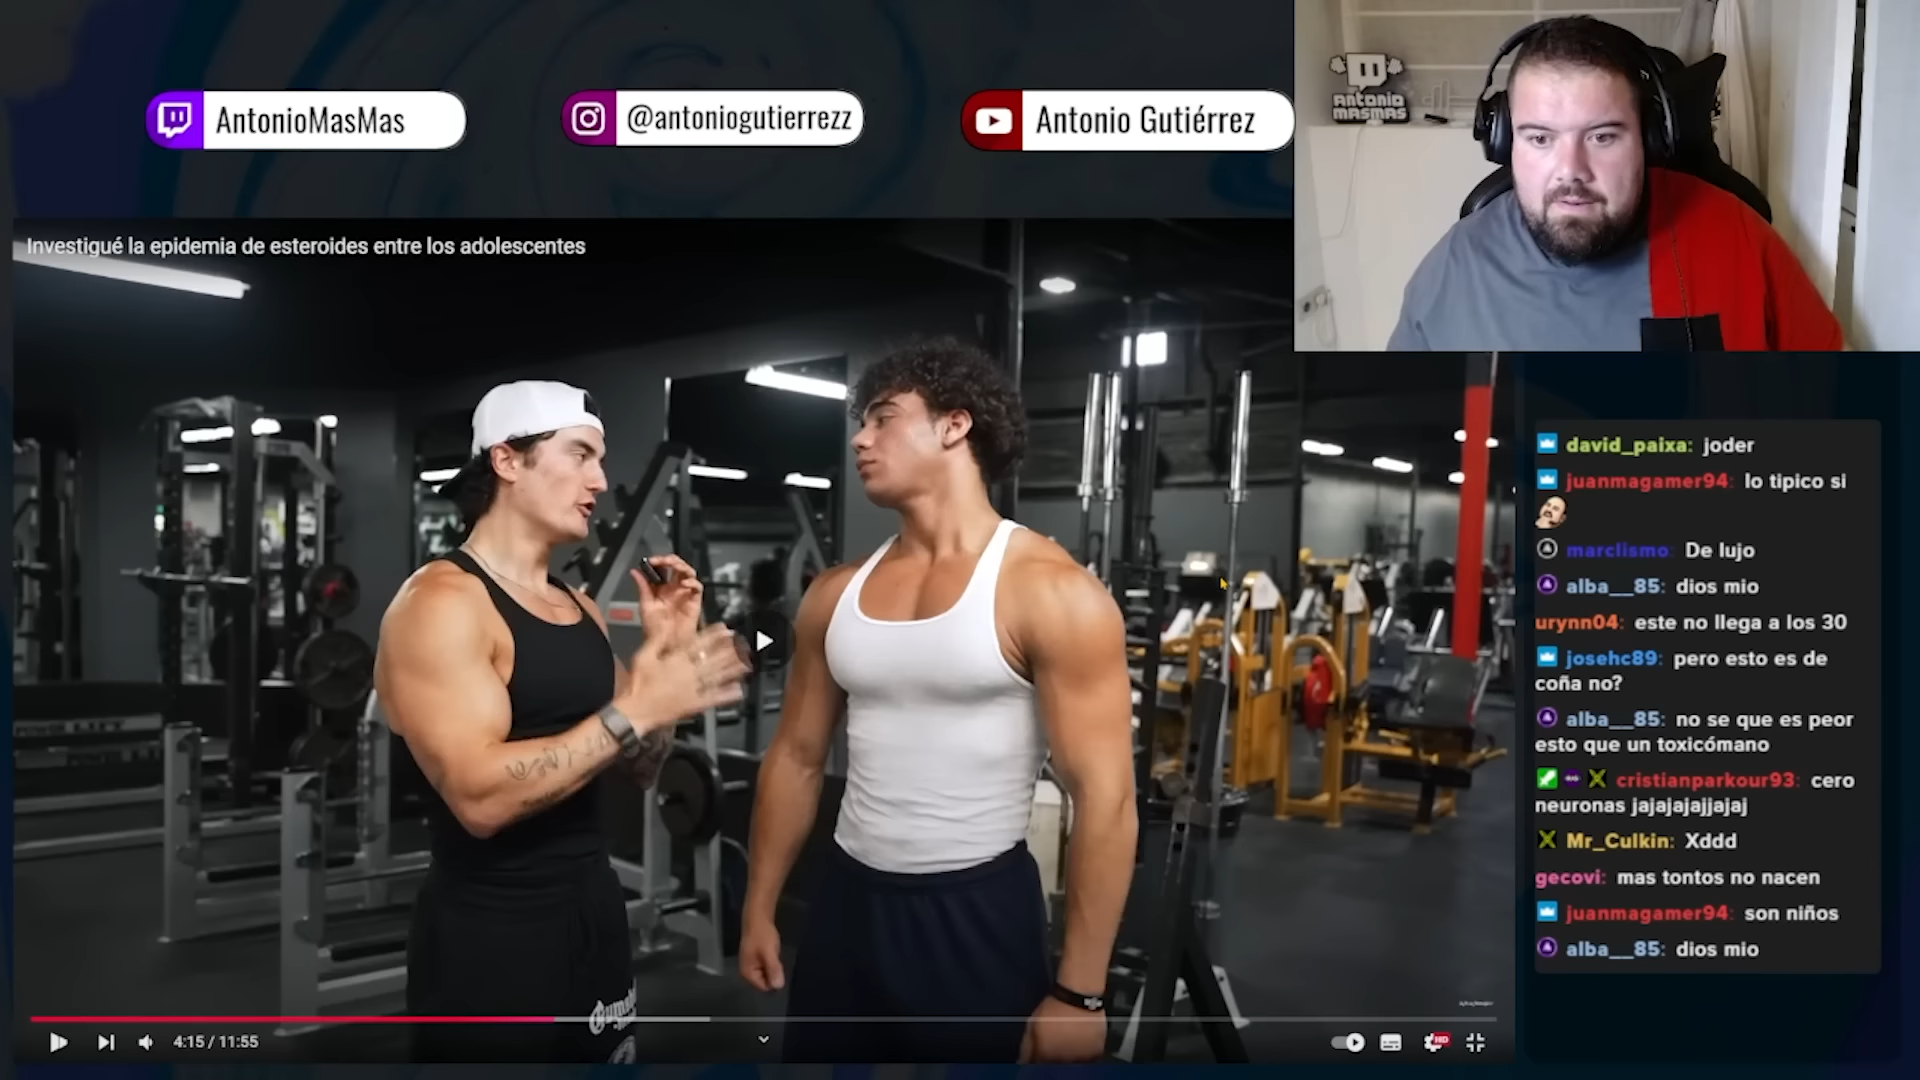 AntonioMasMas
@antoniogutierrezz
Antonio Gutiérrez
Antonio
MASMAS
Investigué la epidemia de esteroides entre los adolescentes
david_paixa: joder
juanmagamer94: lo tipico si
marclismo: De lujo
alba__85: dios mio
urynn04: este no llega a los 30
josehc89: pero esto es de
coña no?
alba__85: no se que es peor
esto que un toxicómano
cristianparkour93: cero
neuronas jajajajajjajaj
Mr_Culkin: Xddd
gecovi: mas tontos no nacen
juanmagamer94: son niños
alba__85: dios mio
4:15 / 11:55
HD